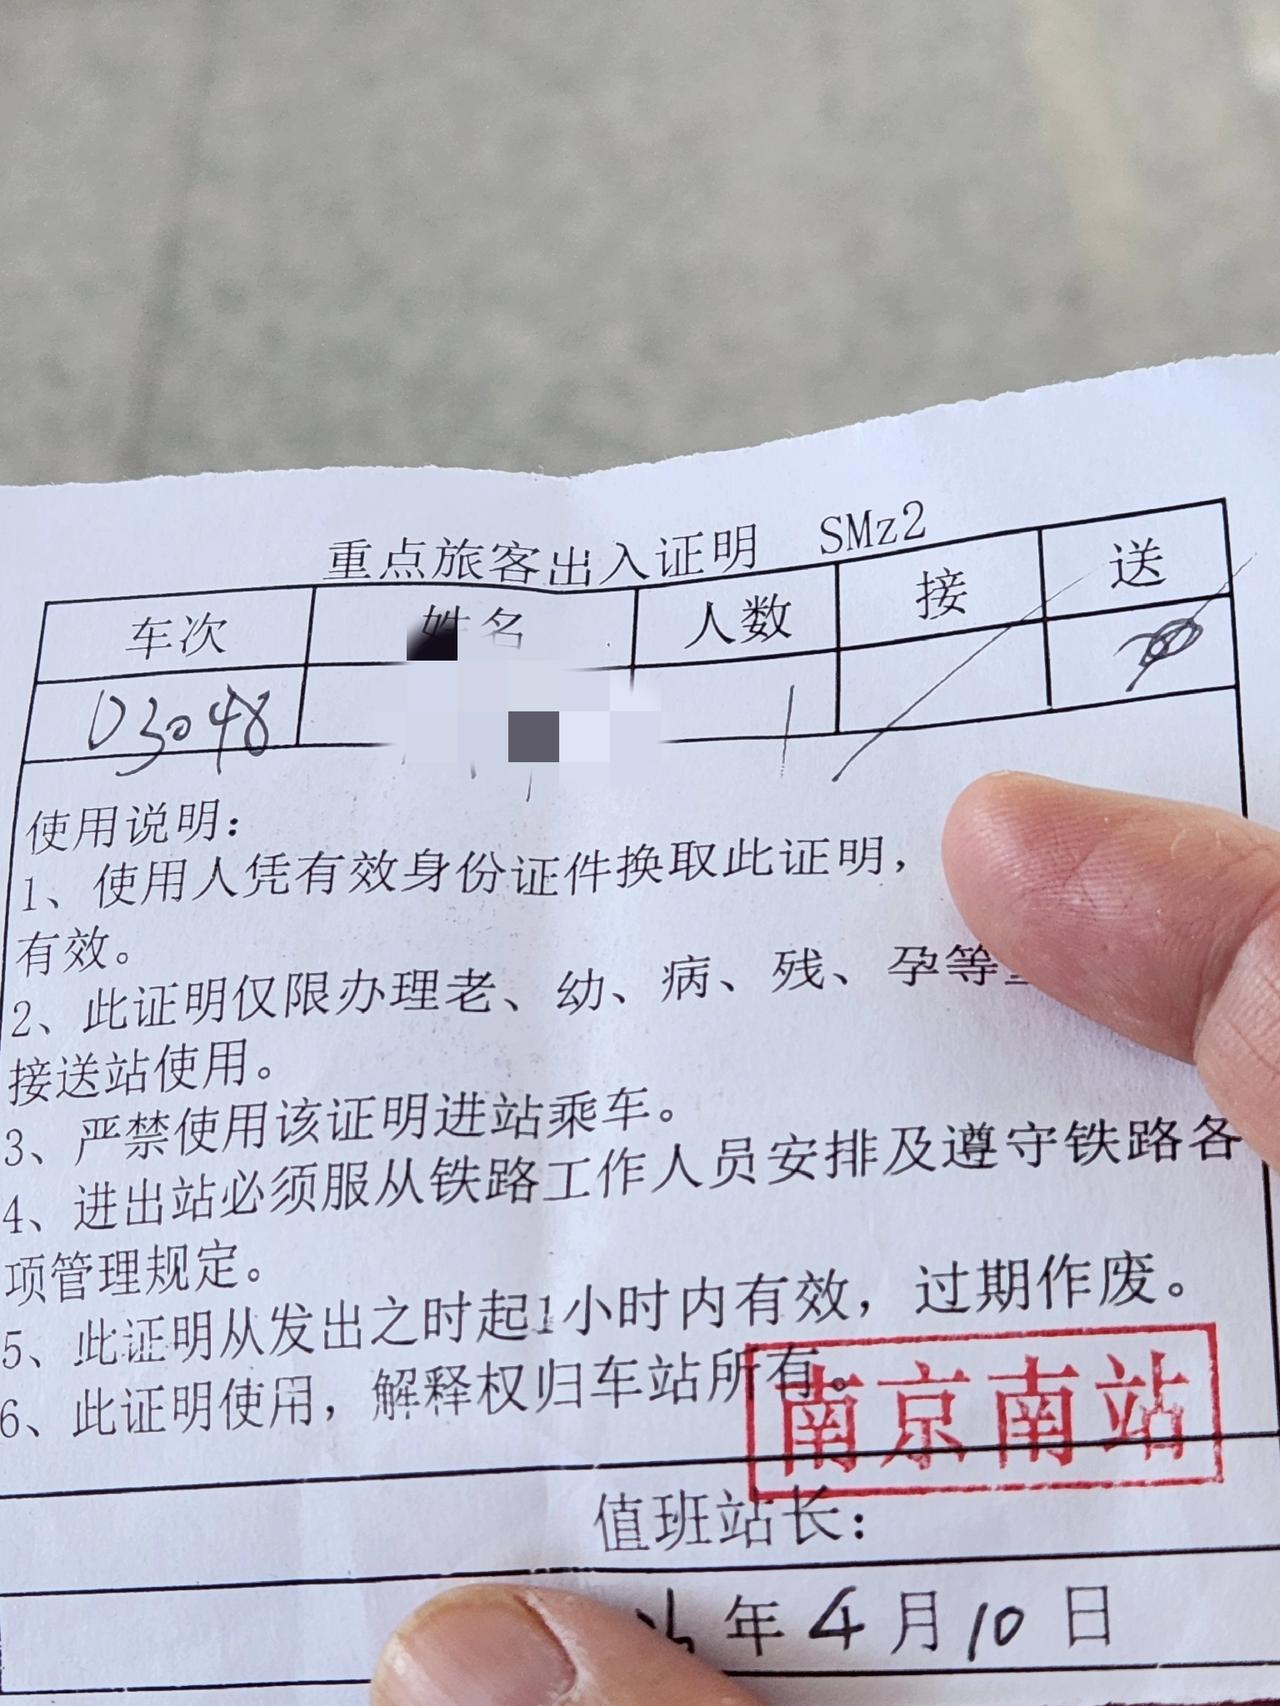 重点旅客出入证明 SMz2
车次 姓名 人数 接 送
D3048 1
使用说明：
1、使用人凭有效身份证件换取此证明，
有效。
2、此证明仅限办理老、幼、病、残、孕等
接送站使用。
3、严禁使用该证明进站乘车。
4、进出站必须服从铁路工作人员安排及遵守铁路各
项管理规定。
5、此证明从发出之时起1小时内有效，过期作废。
6、此证明使用，解释权归车站所有。
南京南站
值班站长：
年4月10日